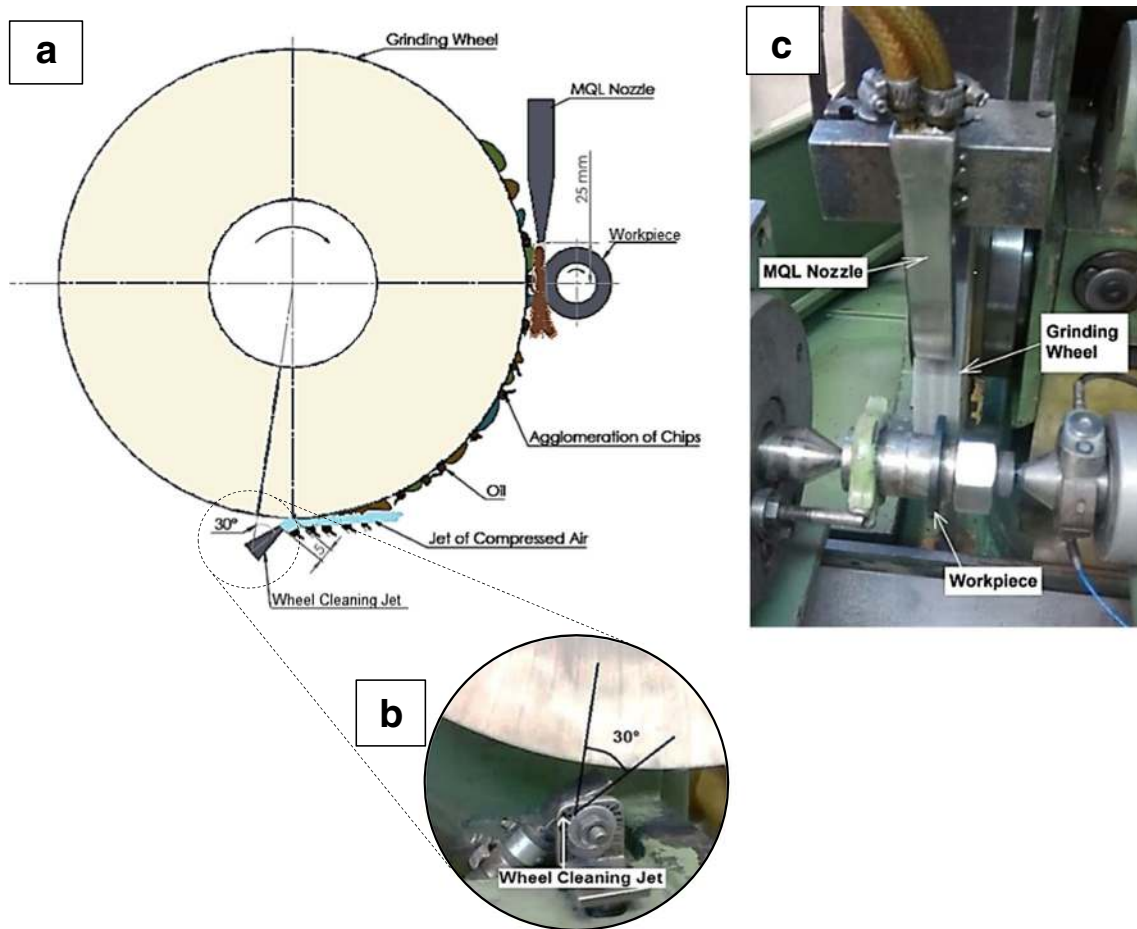 a
Grinding Wheel
MQL Nozzle
25 mm
Workpiece
Agglomeration of Chips
Oil
30°
5
Jet of Compressed Air
Wheel Cleaning Jet
b
30°
Wheel Cleaning Jet
c
MQL Nozzle
Grinding
Wheel
Workpiece